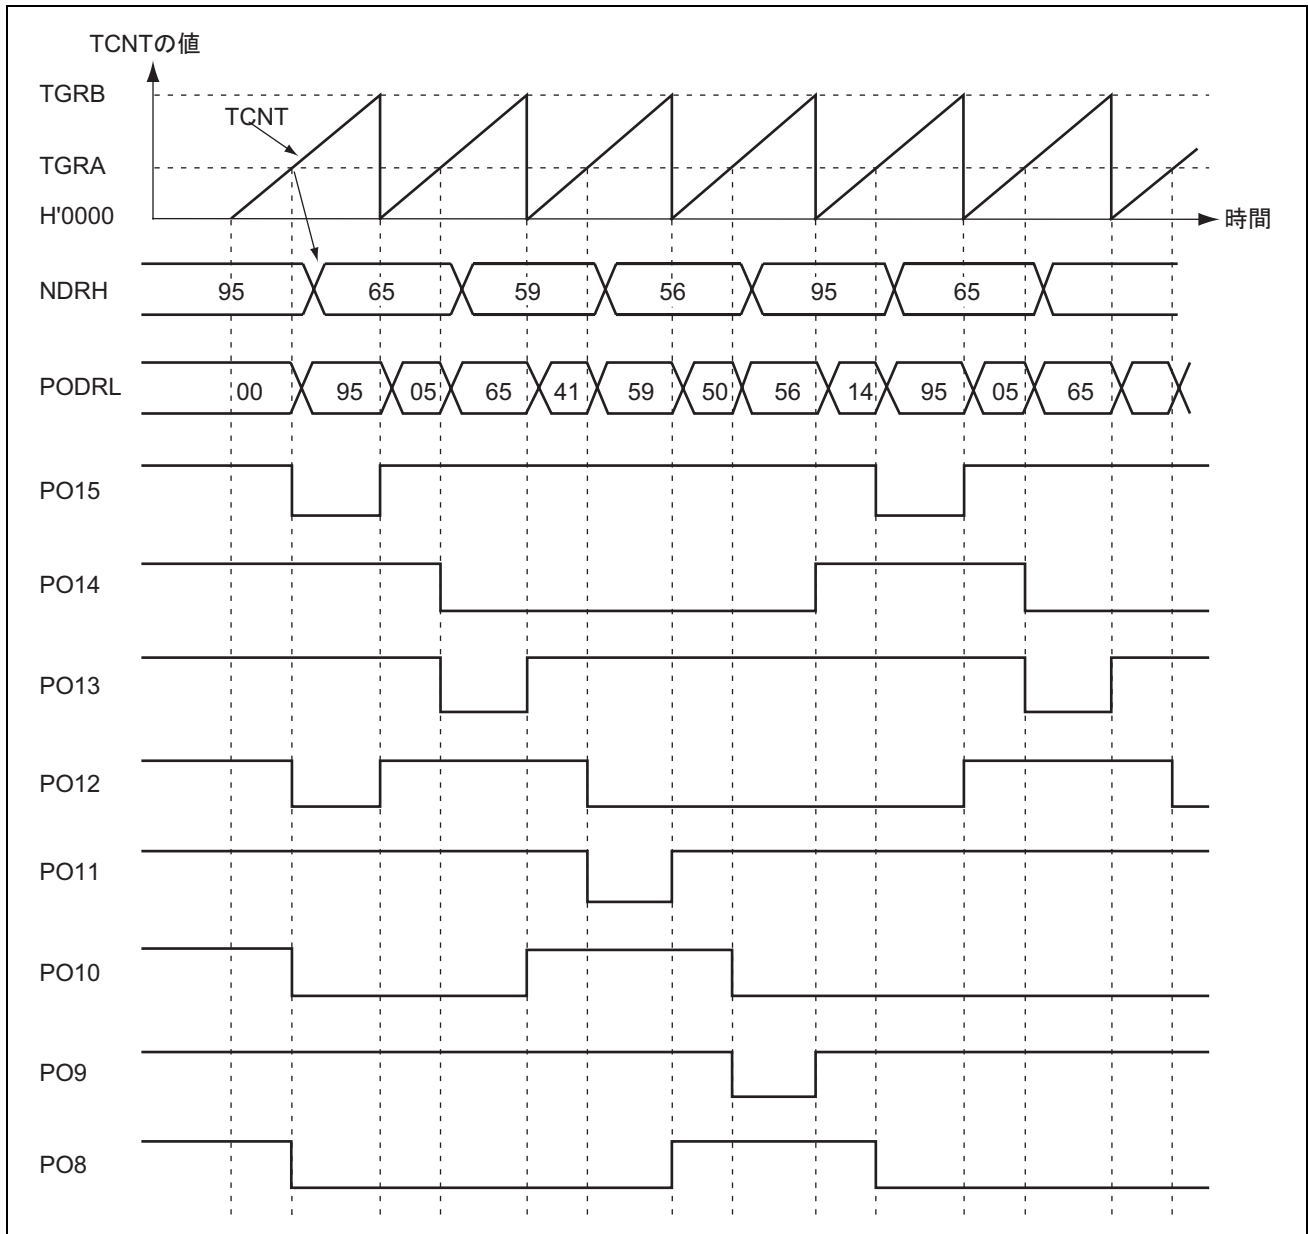 TCNTの値
TGRB
TCNT
TGRA
H'0000
時間
NDRH 95 65 59 56 95 65
PODRL 00 95 05 65 41 59 50 56 14 95 05 65
PO15
PO14
PO13
PO12
PO11
PO10
PO9
PO8